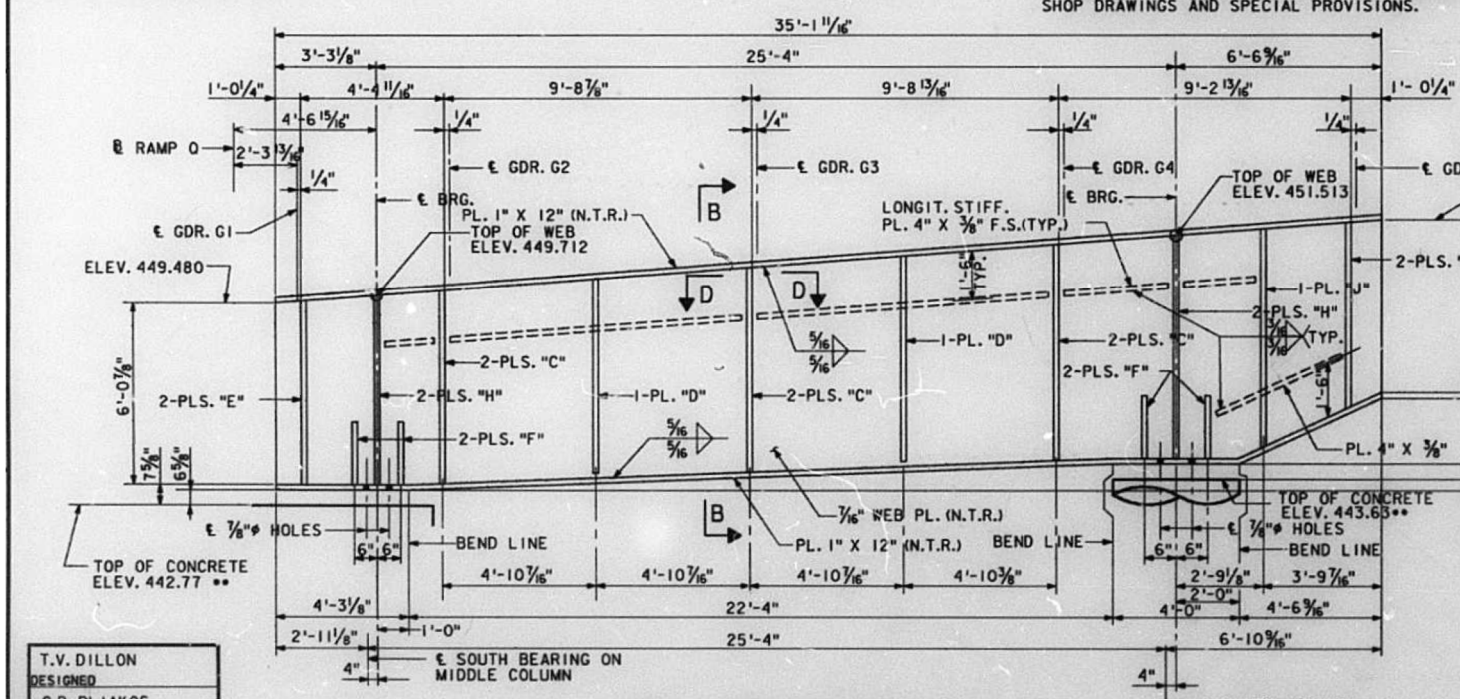 SHOP DRAWINGS AND SPECIAL PROVISIONS.
35'-1 11/16"
3'-3 1/8"
25'-4"
6'-6 9/16"
1'-0 1/4"
4'-4 11/16"
9'-8 7/8"
9'-8 13/16"
9'-2 13/16"
1'-0 1/4"
4'-6 15/16"
1/4"
1/4"
1/4"
1/4"
℄ RAMP Q
2'-3 13/16"
1/4"
℄ GDR. G2
℄ GDR. G3
℄ GDR. G4
℄ BRG.
B
℄ BRG.
TOP OF WEB
ELEV. 451.513
PL. 1" X 12" (N.T.R.)
TOP OF WEB
ELEV. 449.712
LONGIT. STIFF.
PL. 4" X 3/8" F.S.(TYP.)
℄ GDR. G1
ELEV. 449.480
D
D
1'-6"
TYP.
2-PLS.
1-PL. "J"
2-PLS. "H"
5/16
5/16
3/16
3/16
TYP.
6'-0 7/8"
2-PLS. "C"
1-PL. "D"
2-PLS. "C"
2-PLS. "F"
2-PLS. "E"
2-PLS. "H"
1-PL. "D"
2-PLS. "C"
1'-6"
2-PLS. "F"
5/16
5/16
PL. 4" X 3/8"
7 5/8"
6 5/8"
TOP OF CONCRETE
ELEV. 443.63**
℄ 7/8"ø HOLES
B
7/16" WEB PL. (N.T.R.)
℄ 7/8"ø HOLES
6"
6"
BEND LINE
PL. 1" X 12" (N.T.R.)
BEND LINE
6"
6"
BEND LINE
TOP OF CONCRETE
ELEV. 442.77 **
4'-10 7/16"
4'-10 7/16"
4'-10 7/16"
4'-10 3/8"
2'-9 1/8"
3'-9 7/16"
2'-0"
4'-3 1/8"
22'-4"
4'-0"
4'-6 9/16"
1'-0"
2'-11 1/8"
25'-4"
6'-10 9/16"
4"
℄ SOUTH BEARING ON
MIDDLE COLUMN
4"
T.V. DILLON
DESIGNED